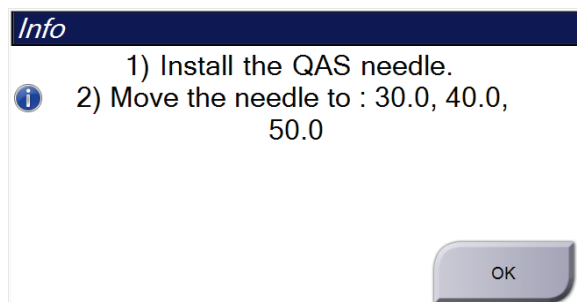 Info
1) Install the QAS needle.
2) Move the needle to : 30.0, 40.0,
50.0
OK